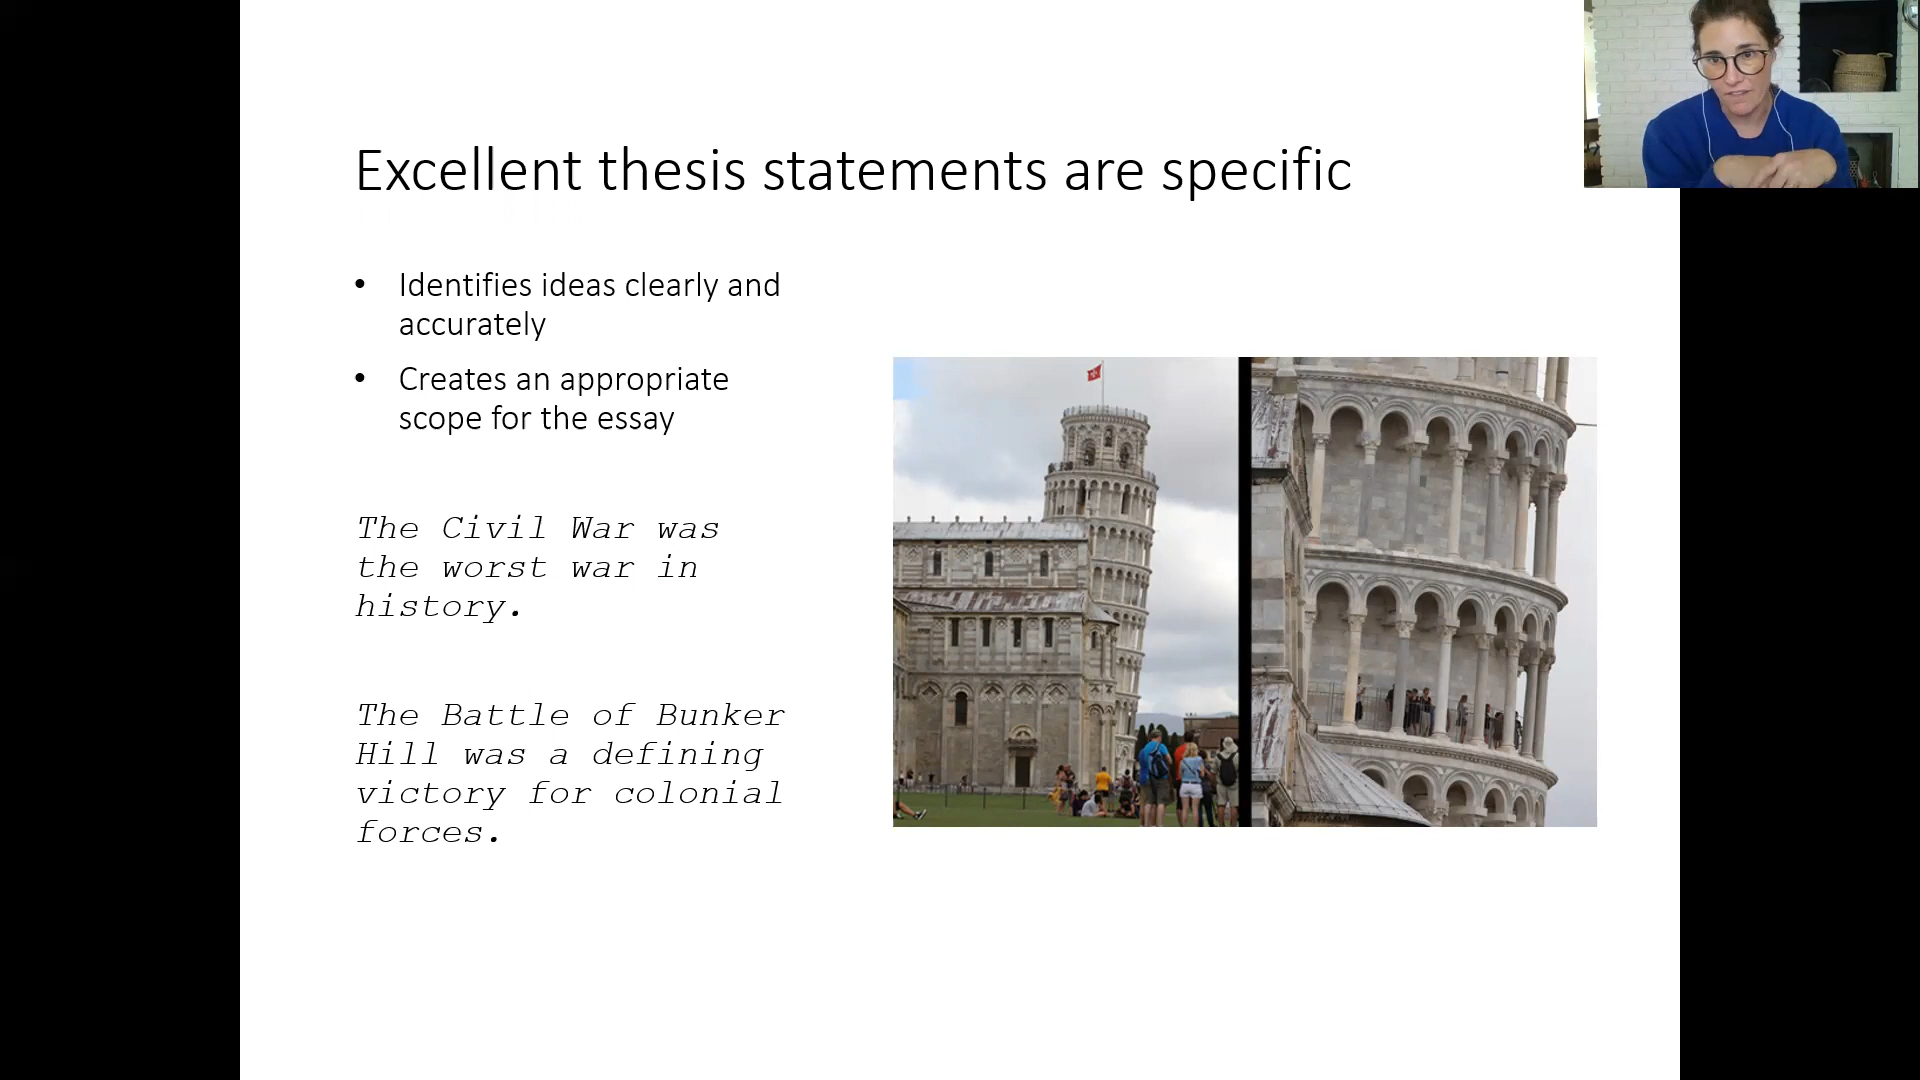 Excellent thesis statements are specific
• Identifies ideas clearly and
accurately
• Creates an appropriate
scope for the essay
The Civil War was
the worst war in
history.
The Battle of Bunker
Hill was a defining
victory for colonial
forces.